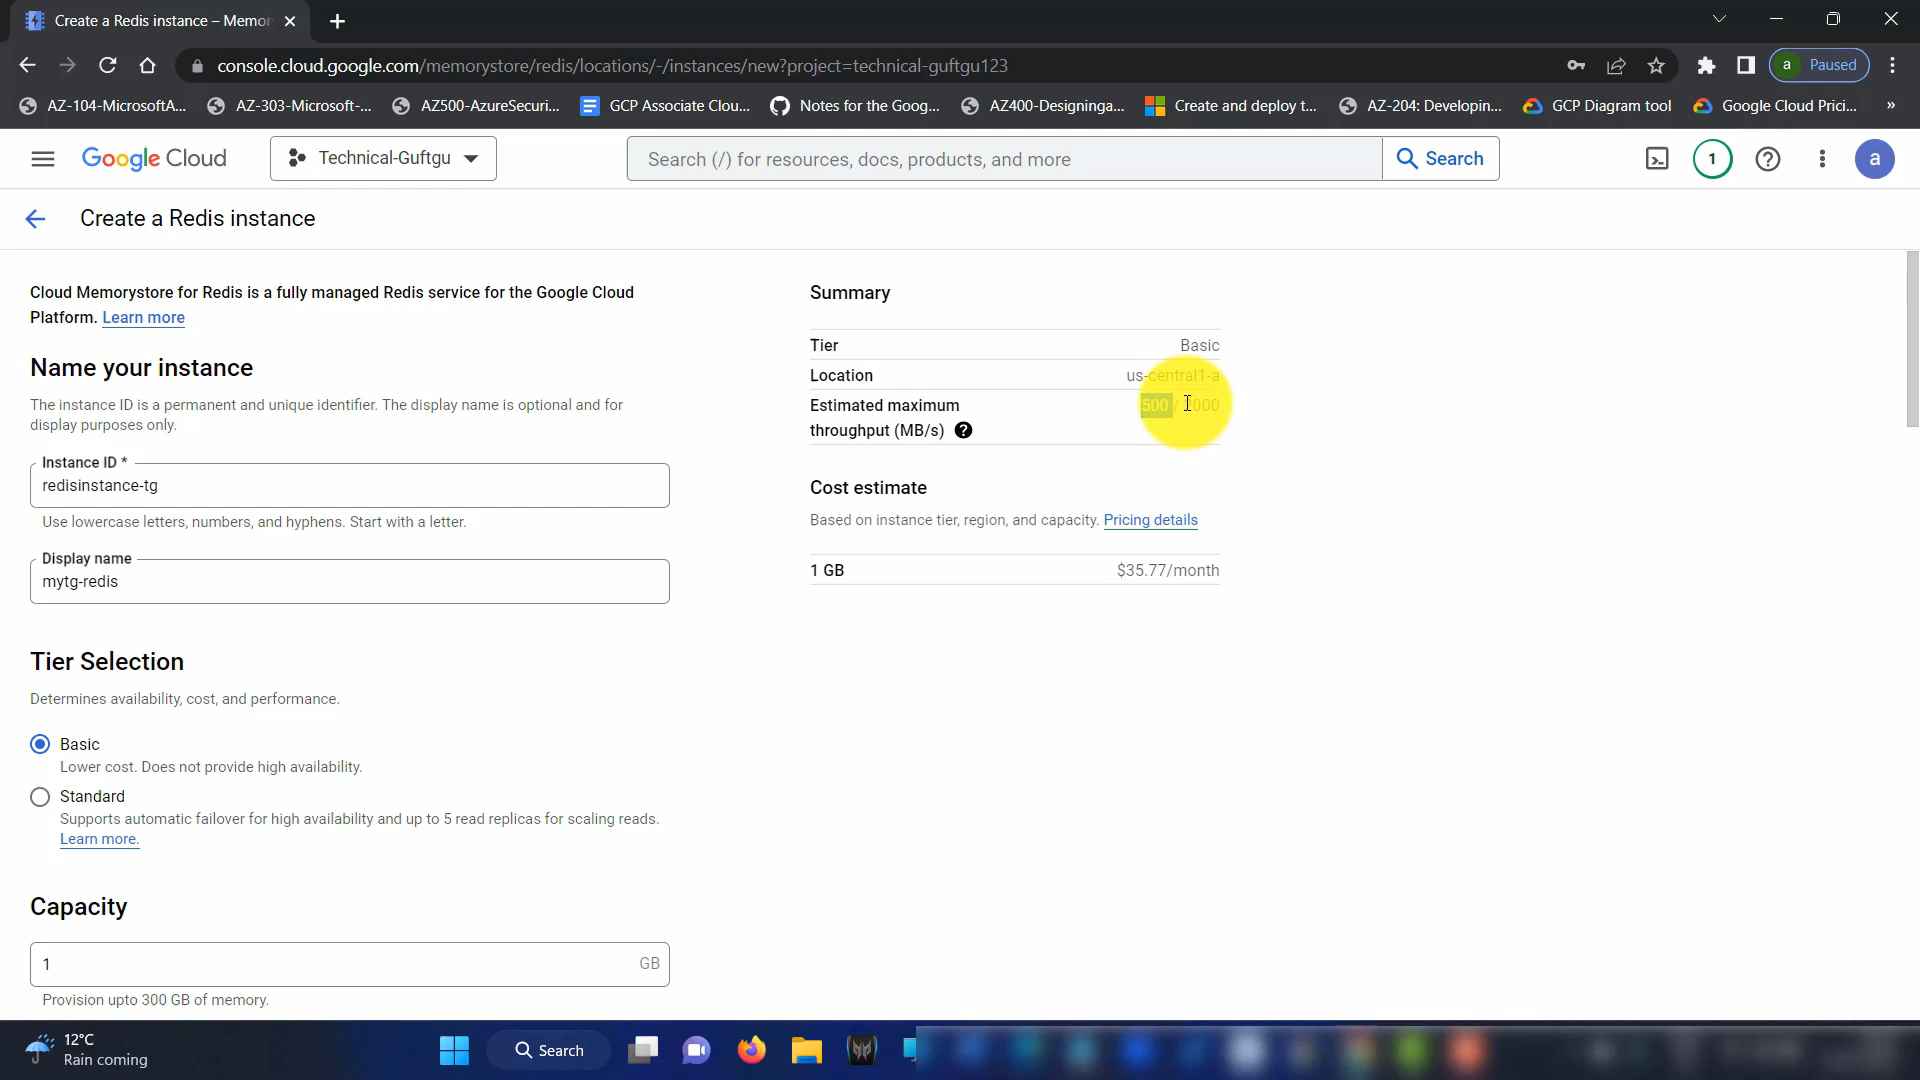 Create a Redis instance – Memor
console.cloud.google.com/memorystore/redis/locations/-/instances/new?project=technical-guftgu123
a Paused
AZ-104-MicrosoftA...
AZ-303-Microsoft-...
AZ500-AzureSecuri...
GCP Associate Clou...
Notes for the Goog...
AZ400-Designinga...
Create and deploy t...
AZ-204: Developin...
GCP Diagram tool
Google Cloud Prici...
»
Google Cloud
Technical-Guftgu
Search (/) for resources, docs, products, and more
Search
1
a
Create a Redis instance
Cloud Memorystore for Redis is a fully managed Redis service for the Google Cloud
Platform. Learn more
Name your instance
The instance ID is a permanent and unique identifier. The display name is optional and for
display purposes only.
Instance ID *
redisinstance-tg
Use lowercase letters, numbers, and hyphens. Start with a letter.
Display name
mytg-redis
Tier Selection
Determines availability, cost, and performance.
Basic
Lower cost. Does not provide high availability.
Standard
Supports automatic failover for high availability and up to 5 read replicas for scaling reads.
Learn more.
Capacity
1 GB
Provision upto 300 GB of memory.
Summary
Tier Basic
Location us-central1-a
Estimated maximum 500 / 2000
throughput (MB/s)
Cost estimate
Based on instance tier, region, and capacity. Pricing details
1 GB $35.77/month
12°C
Rain coming
Search